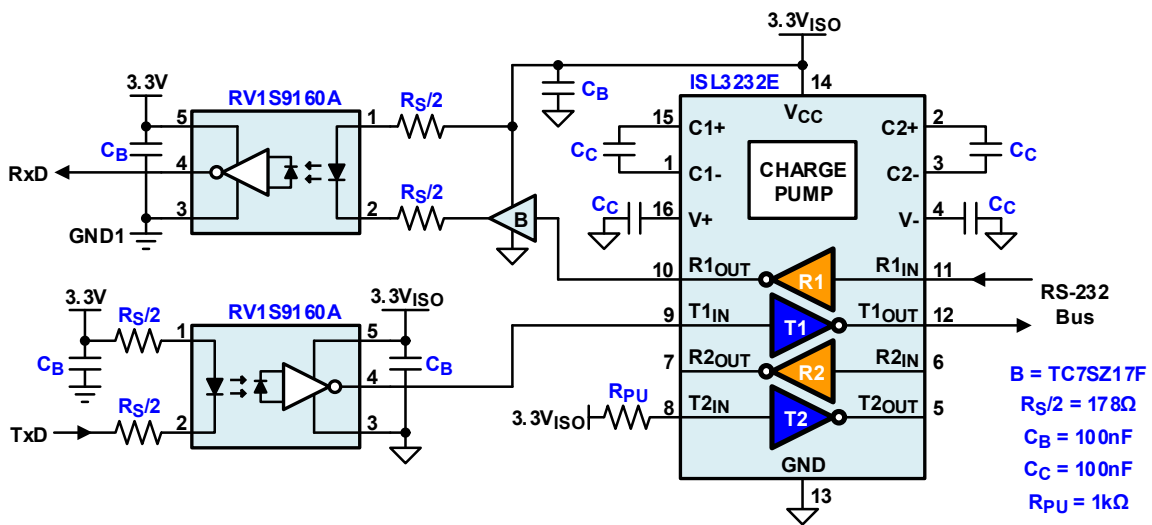 3.3VISO
3.3V
RV1S9160A
RS/2
CB
ISL3232E
14
VCC
5
1
CB
4
RxD
RS/2
3
2
GND1
B
15
C1+
CC
1
C1-
CC
16
V+
CHARGE
PUMP
C2+
2
C2-
3
CC
V-
4
CC
10
R1OUT
R1
R1IN
11
RS-232
Bus
3.3V
RS/2
RV1S9160A
3.3VISO
1
5
CB
CB
4
RS/2
TxD
2
3
9
T1IN
T1
T1OUT
12
7
R2OUT
R2
R2IN
6
3.3VISO
RPU
8
T2IN
T2
T2OUT
5
GND
13
B = TC7SZ17F
RS/2 = 178Ω
CB = 100nF
CC = 100nF
RPU = 1kΩ